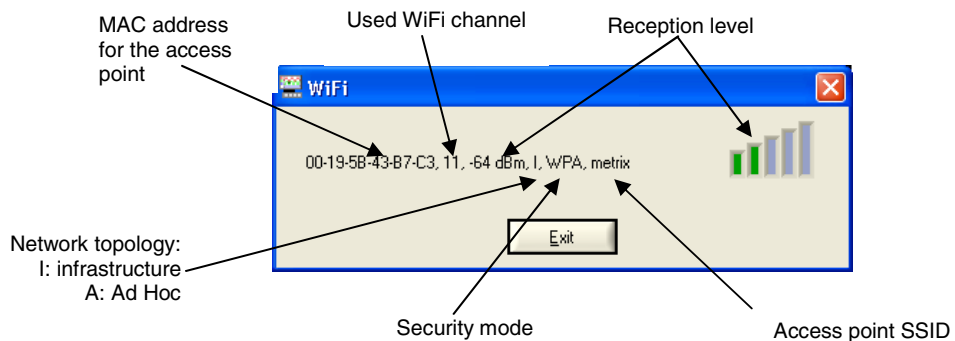 MAC address
for the access
point
Used WiFi channel
Reception level
WiFi
00-19-5B-43-B7-C3, 11, -64 dBm, I, WPA, metrix
Exit
Network topology:
I: infrastructure
A: Ad Hoc
Security mode
Access point SSID